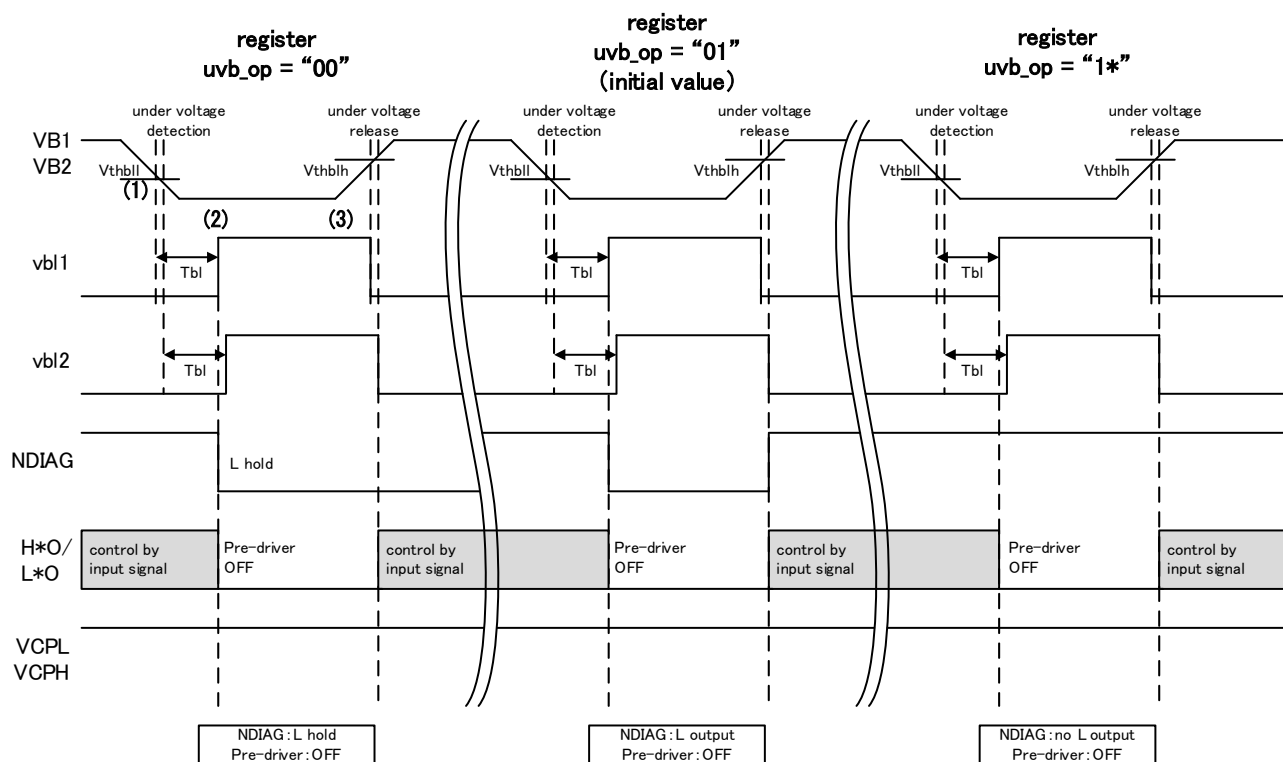 register
uvb_op = “00”
register
uvb_op = “01”
(initial value)
register
uvb_op = “1*”
under voltage
detection
under voltage
release
under voltage
detection
under voltage
release
under voltage
detection
under voltage
release
VB1
VB2
Vthbll
(1)
(2)
Vthblh
(3)
Vthbll
Vthblh
Vthbll
Vthblh
vbl1
Tbl
Tbl
Tbl
vbl2
Tbl
Tbl
Tbl
NDIAG
L hold
H*O/
L*O
control by
input signal
Pre-driver
OFF
control by
input signal
Pre-driver
OFF
control by
input signal
Pre-driver
OFF
control by
input signal
VCPL
VCPH
NDIAG:L hold
Pre-driver:OFF
NDIAG:L output
Pre-driver:OFF
NDIAG:no L output
Pre-driver:OFF